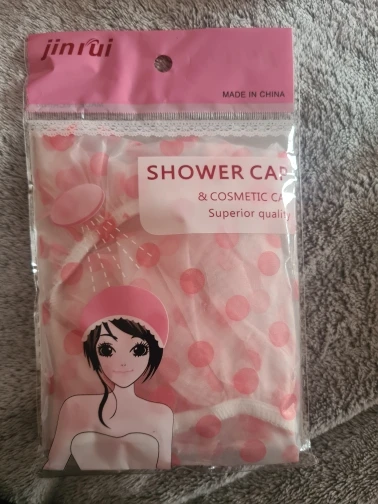 jinrui
MADE IN CHINA
SHOWER CAP
& COSMETIC CA
Superior quality